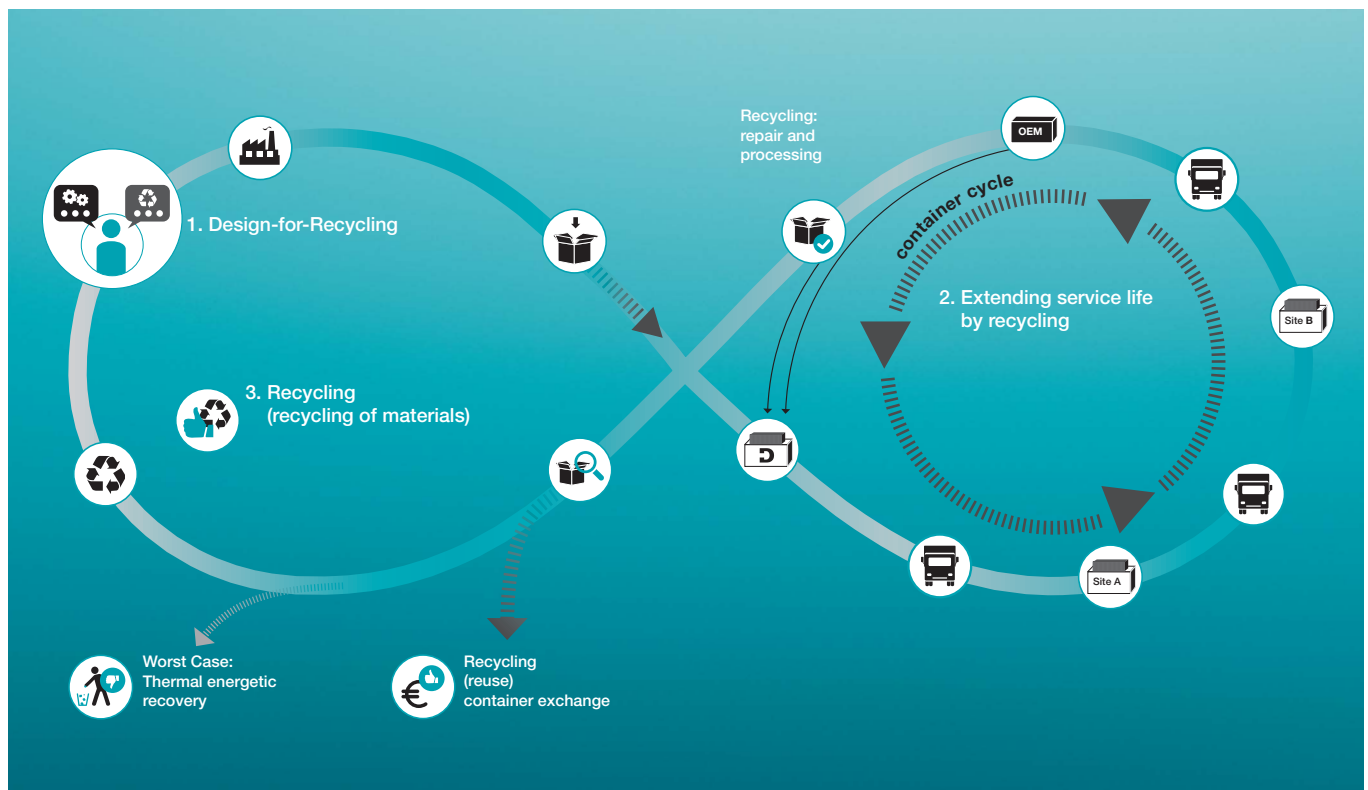 1. Design-for-Recycling
Recycling:
repair and
processing
OEM
container cycle
2. Extending service life
by recycling
Site B
3. Recycling
(recycling of materials)
Site A
Worst Case:
Thermal energetic
recovery
Recycling
(reuse)
container exchange
€